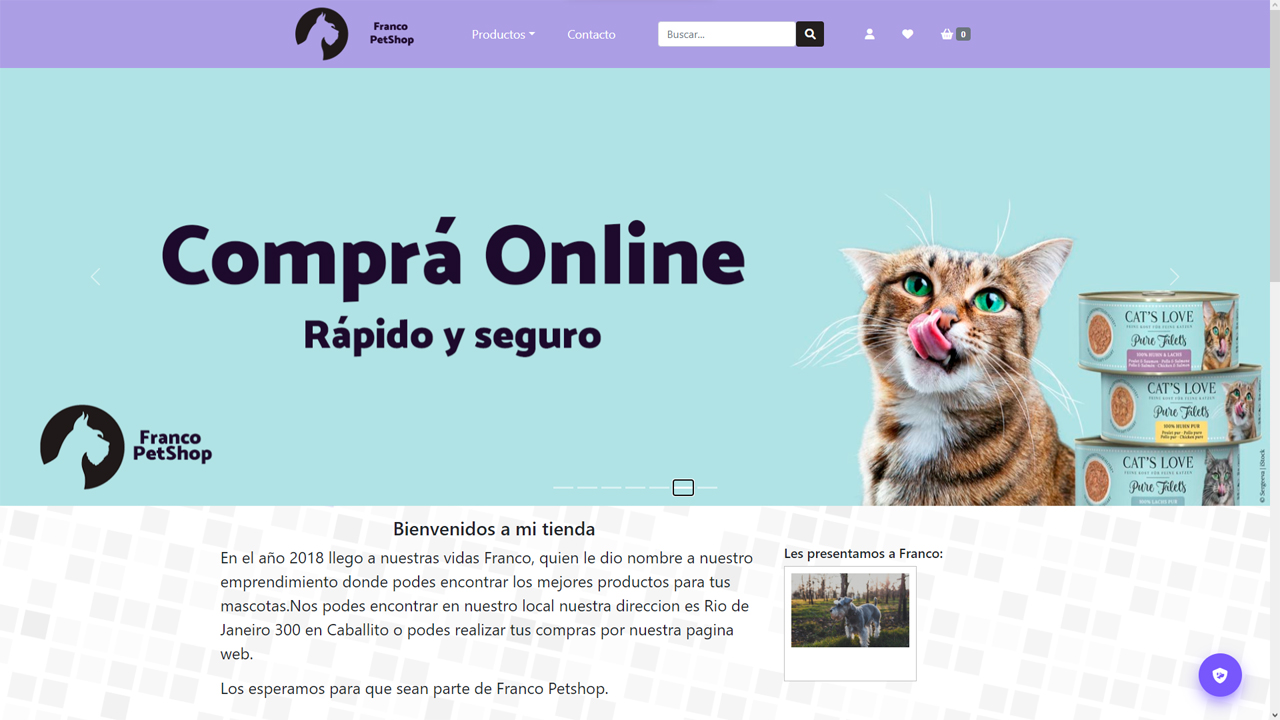 Franco
PetShop
Productos
Contacto
Buscar...
0
Comprá Online
Rápido y seguro
CAT'S LOVE
Pure Filets
100% HUHN & LACHS
CAT'S LOVE
Pure Filets
100% HUHN PUR
CAT'S LOVE
Pure Filets
100% LACHS PUR
© Sergeeva | iStock
Franco
PetShop
Bienvenidos a mi tienda
En el año 2018 llego a nuestras vidas Franco, quien le dio nombre a nuestro
emprendimiento donde podes encontrar los mejores productos para tus
mascotas.Nos podes encontrar en nuestro local nuestra direccion es Rio de
Janeiro 300 en Caballito o podes realizar tus compras por nuestra pagina
web.
Los esperamos para que sean parte de Franco Petshop.
Les presentamos a Franco: